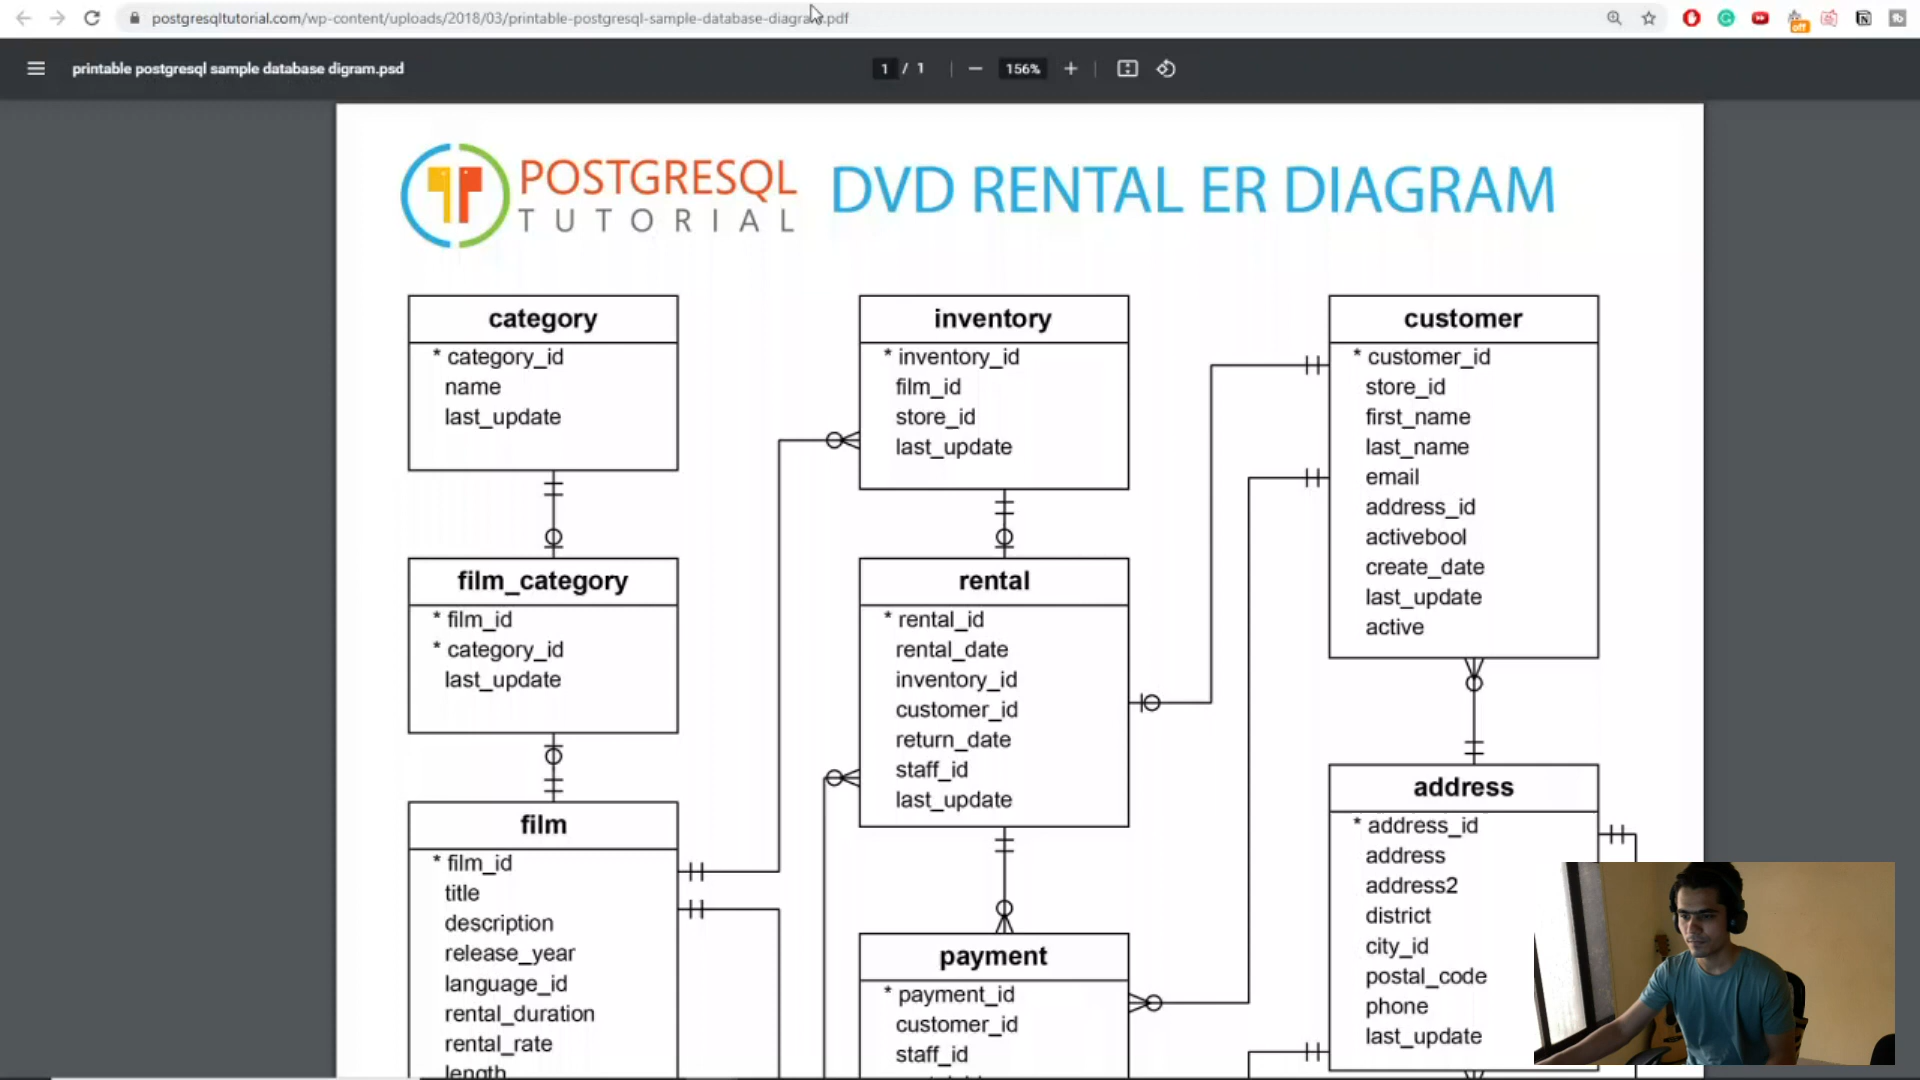 postgresqltutorial.com/wp-content/uploads/2018/03/printable-postgresql-sample-database-diagram.pdf
printable postgresql sample database digram.psd
1 / 1
156%
off
POSTGRESQL
TUTORIAL
DVD RENTAL ER DIAGRAM
category
* category_id
name
last_update
film_category
* film_id
* category_id
last_update
film
* film_id
title
description
release_year
language_id
rental_duration
rental_rate
length
inventory
* inventory_id
film_id
store_id
last_update
rental
* rental_id
rental_date
inventory_id
customer_id
return_date
staff_id
last_update
payment
* payment_id
customer_id
staff_id
customer
* customer_id
store_id
first_name
last_name
email
address_id
activebool
create_date
last_update
active
address
* address_id
address
address2
district
city_id
postal_code
phone
last_update